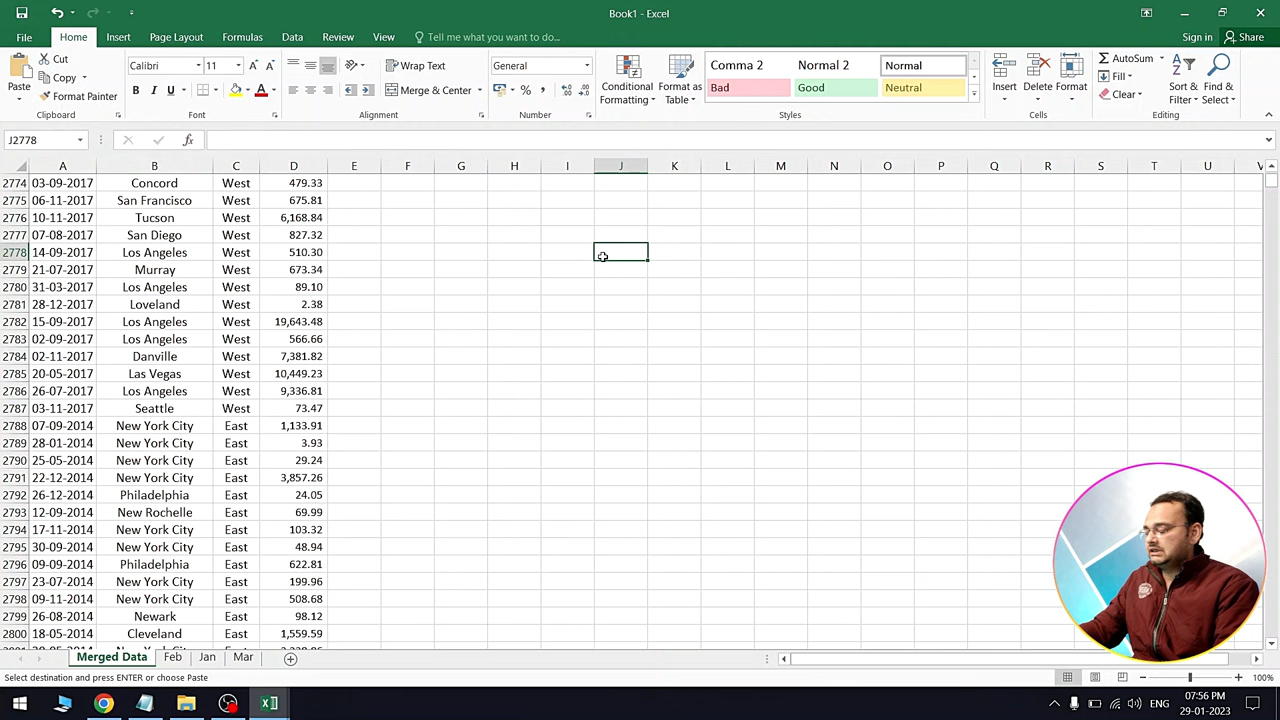 Book1 - Excel
File Home Insert Page Layout Formulas Data Review View Tell me what you want to do... Sign in Share
Paste Cut Copy Format Painter Clipboard
Calibri 11 B I U Font
Wrap Text Merge & Center Alignment
General % , Number
Conditional Formatting Format as Table Comma 2 Normal 2 Normal Bad Good Neutral Styles
Insert Delete Format Cells
AutoSum Fill Clear Sort & Filter Find & Select Editing
J2778 fx
A B C D E F G H I J K L M N O P Q R S T U V
2774 03-09-2017 Concord West 479.33
2775 06-11-2017 San Francisco West 675.81
2776 10-11-2017 Tucson West 6,168.84
2777 07-08-2017 San Diego West 827.32
2778 14-09-2017 Los Angeles West 510.30
2779 21-07-2017 Murray West 673.34
2780 31-03-2017 Los Angeles West 89.10
2781 28-12-2017 Loveland West 2.38
2782 15-09-2017 Los Angeles West 19,643.48
2783 02-09-2017 Los Angeles West 566.66
2784 02-11-2017 Danville West 7,381.82
2785 20-05-2017 Las Vegas West 10,449.23
2786 26-07-2017 Los Angeles West 9,336.81
2787 03-11-2017 Seattle West 73.47
2788 07-09-2014 New York City East 1,133.91
2789 28-01-2014 New York City East 3.93
2790 25-05-2014 New York City East 29.24
2791 22-12-2014 New York City East 3,857.26
2792 26-12-2014 Philadelphia East 24.05
2793 12-09-2014 New Rochelle East 69.99
2794 17-11-2014 New York City East 103.32
2795 30-09-2014 New York City East 48.94
2796 09-09-2014 Philadelphia East 622.81
2797 23-07-2014 New York City East 199.96
2798 09-11-2014 New York City East 508.68
2799 26-08-2014 Newark East 98.12
2800 18-05-2014 Cleveland East 1,559.59
Merged Data Feb Jan Mar
Select destination and press ENTER or choose Paste 100%
ENG 07:56 PM
29-01-2023